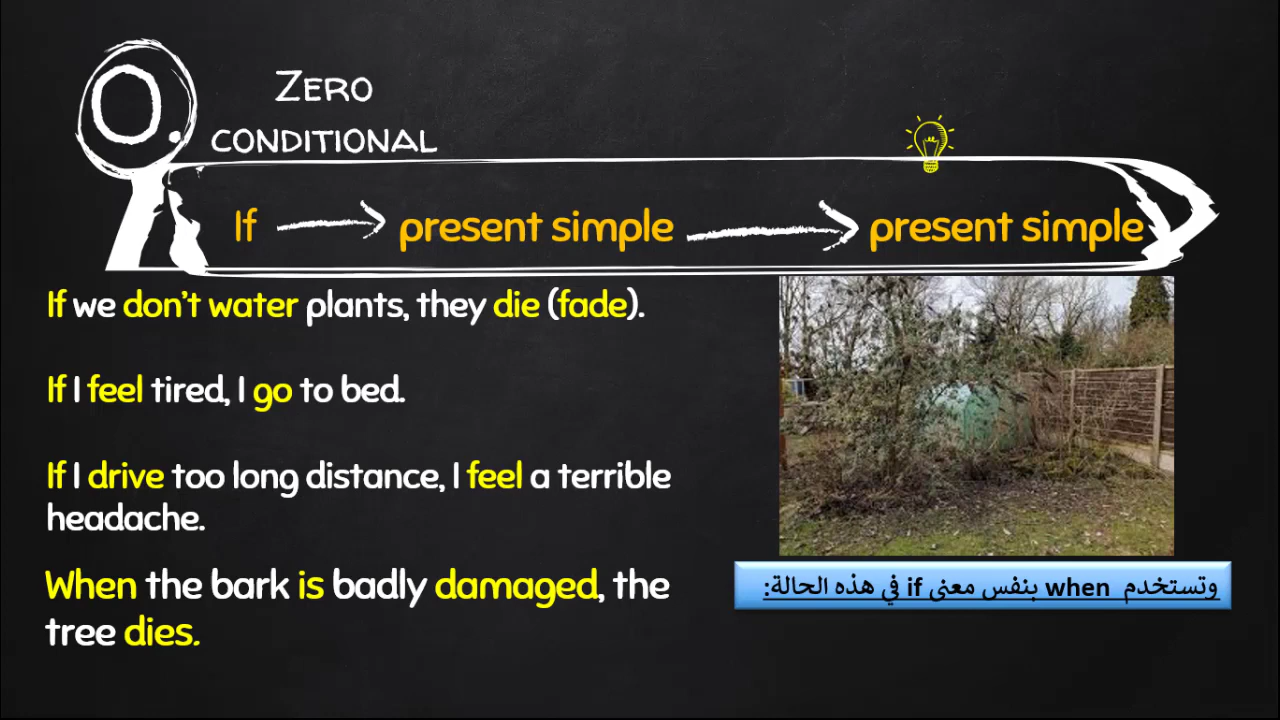 0.
Zero
conditional
If present simple present simple
If we don't water plants, they die (fade).
If I feel tired, I go to bed.
If I drive too long distance, I feel a terrible
headache.
When the bark is badly damaged, the
tree dies.
وتستخدم when بنفس معنى if في هذه الحالة: